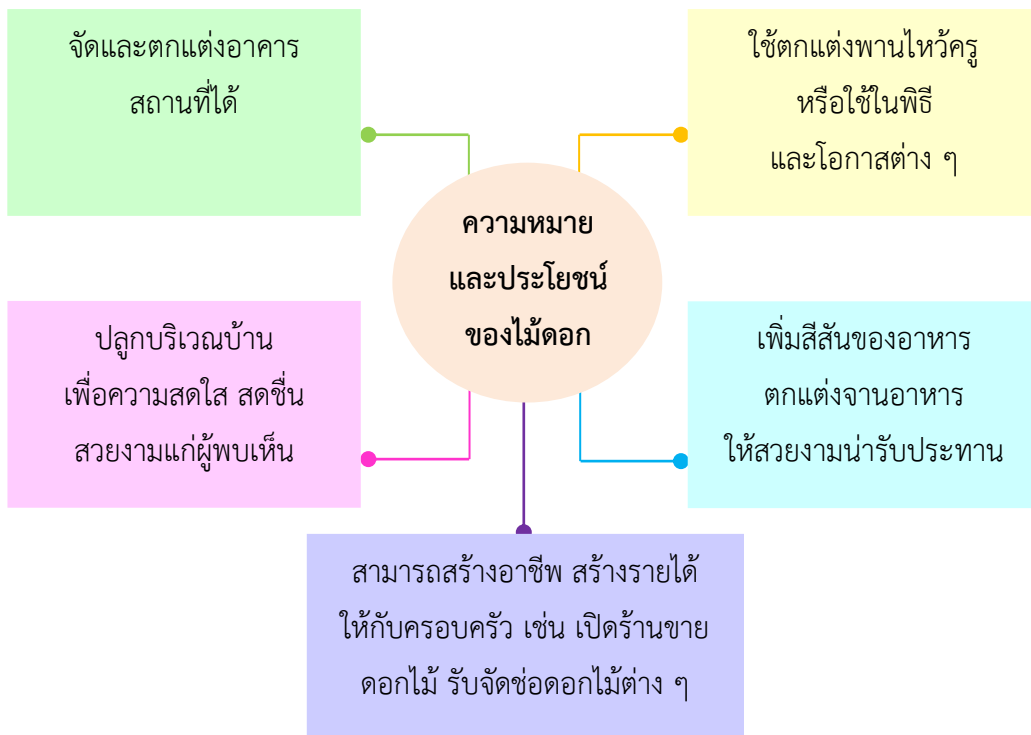 จัดและตกแต่งอาคาร
สถานที่ได้
ใช้ตกแต่งพานไหว้ครู
หรือใช้ในพิธี
และโอกาสต่าง ๆ
ความหมาย
และประโยชน์
ของไม้ดอก
ปลูกบริเวณบ้าน
เพื่อความสดใส สดชื่น
สวยงามแก่ผู้พบเห็น
เพิ่มสีสันของอาหาร
ตกแต่งจานอาหาร
ให้สวยงามน่ารับประทาน
สามารถสร้างอาชีพ สร้างรายได้
ให้กับครอบครัว เช่น เปิดร้านขาย
ดอกไม้ รับจัดช่อดอกไม้ต่าง ๆ